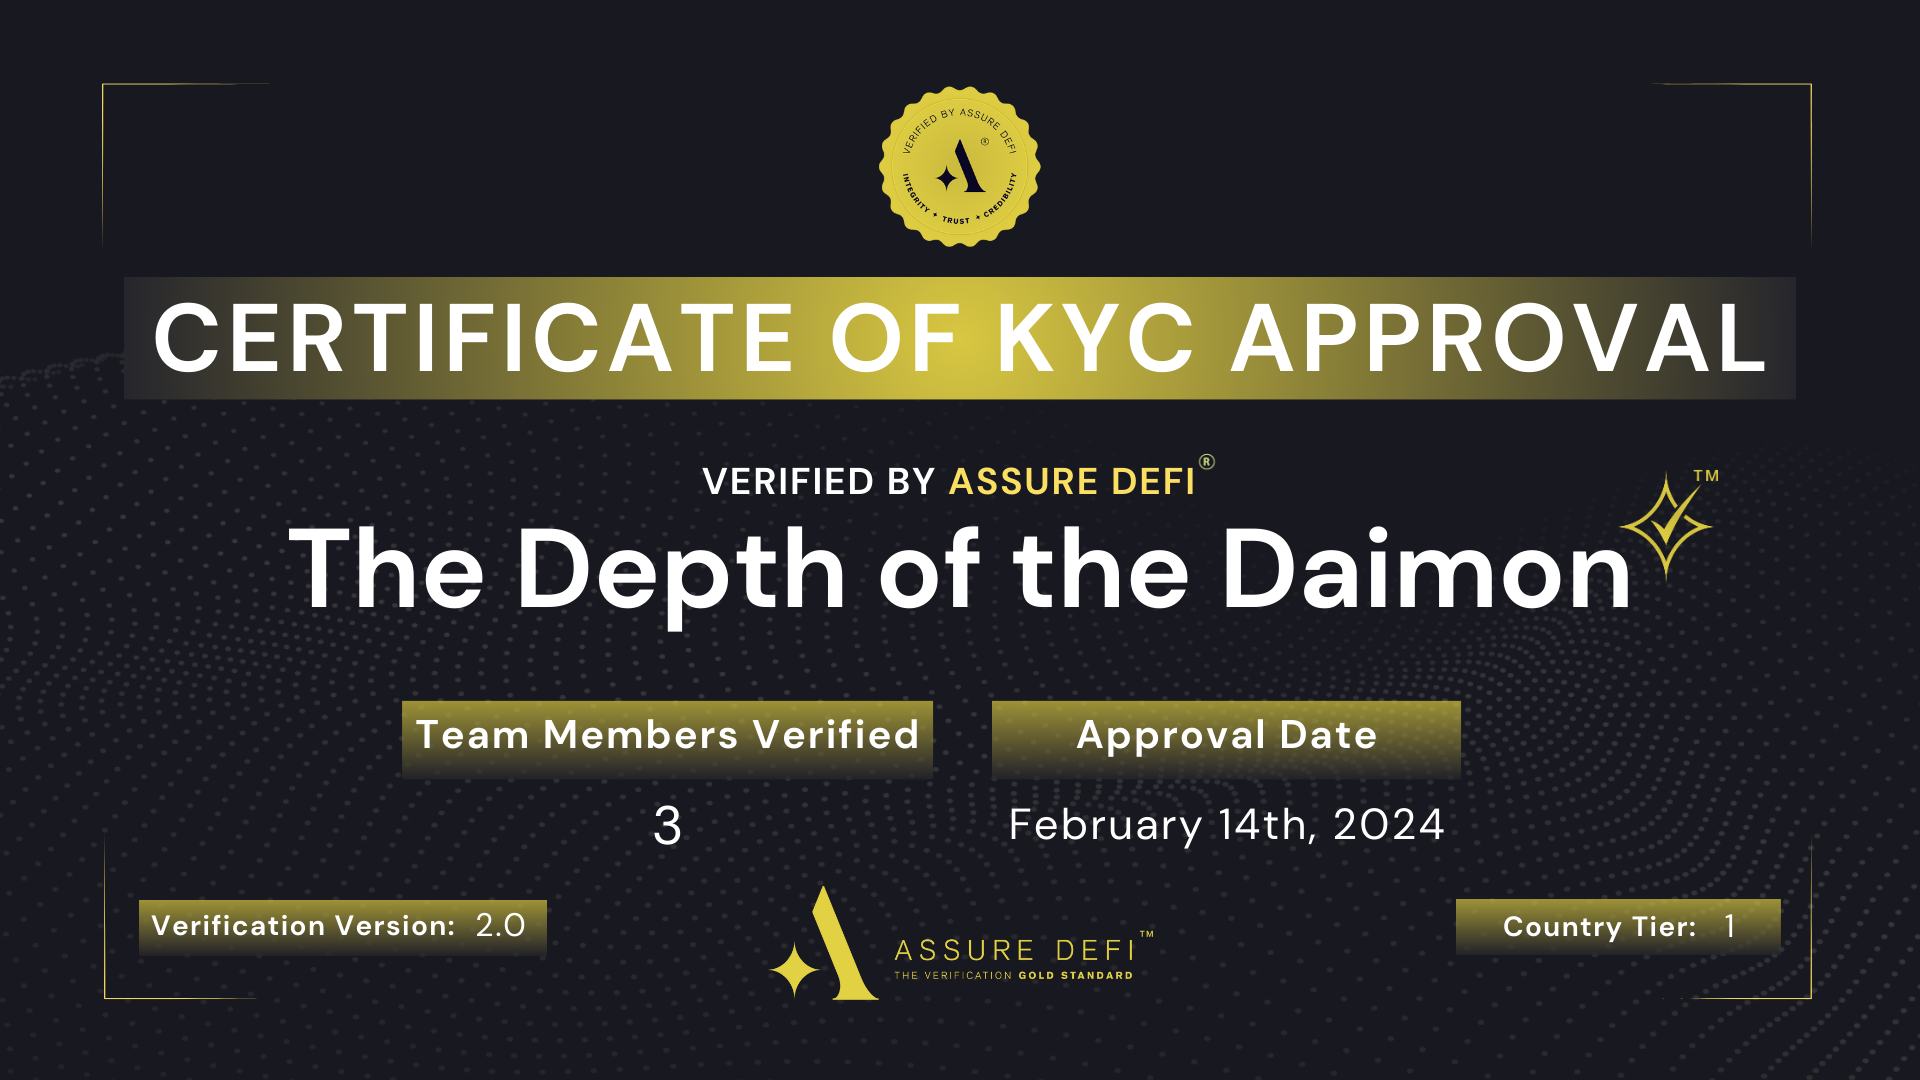 VERIFIED BY ASSURE DEFI
®
INTEGRITY ✦ TRUST ✦ CREDIBILITY
CERTIFICATE OF KYC APPROVAL
VERIFIED BY ASSURE DEFI®
The Depth of the Daimon
TM
Team Members Verified
Approval Date
3
February 14th, 2024
Verification Version: 2.0
ASSURE DEFI™
THE VERIFICATION GOLD STANDARD
Country Tier: 1